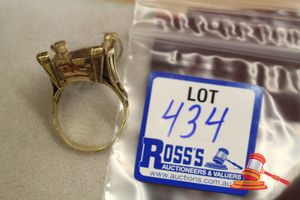 LOT
434
ROSS'S
AUCTIONEERS & VALUERS
www.auctions.com.au